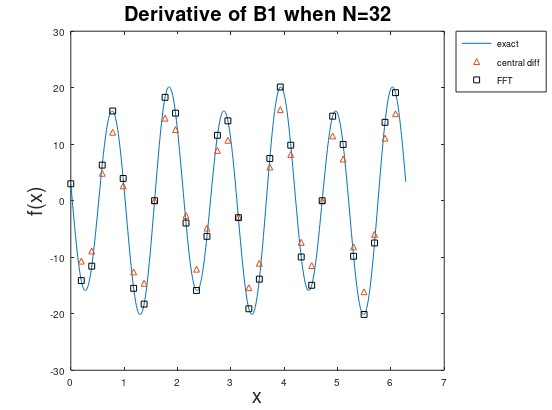 Derivative of B1 when N=32
exact
central diff
FFT
30
20
10
0
-10
-20
-30
f(x)
0 1 2 3 4 5 6 7
X